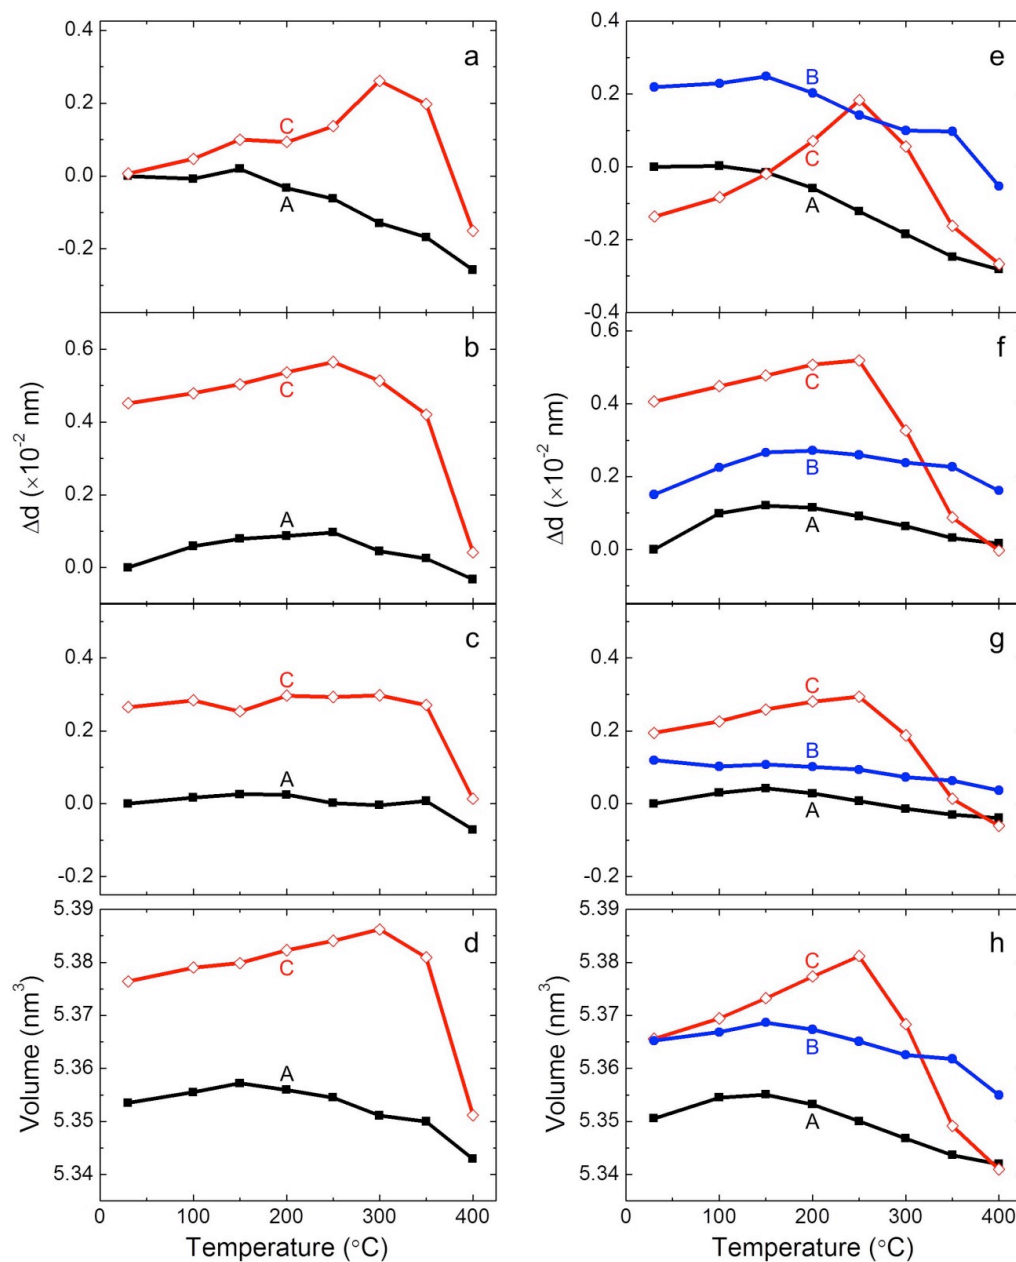 0.4
0.2
0.0
-0.2
a
C
A
0.6
0.4
0.2
0.0
b
C
A
Δd (×10⁻² nm)
0.4
0.2
0.0
-0.2
c
C
A
5.39
5.38
5.37
5.36
5.35
5.34
d
C
A
Volume (nm³)
0 100 200 300 400
Temperature (°C)
0.4
0.2
0.0
-0.2
-0.4
e
B
C
A
0.6
0.4
0.2
0.0
f
C
B
A
Δd (×10⁻² nm)
0.4
0.2
0.0
-0.2
g
C
B
A
5.39
5.38
5.37
5.36
5.35
5.34
h
C
B
A
Volume (nm³)
0 100 200 300 400
Temperature (°C)